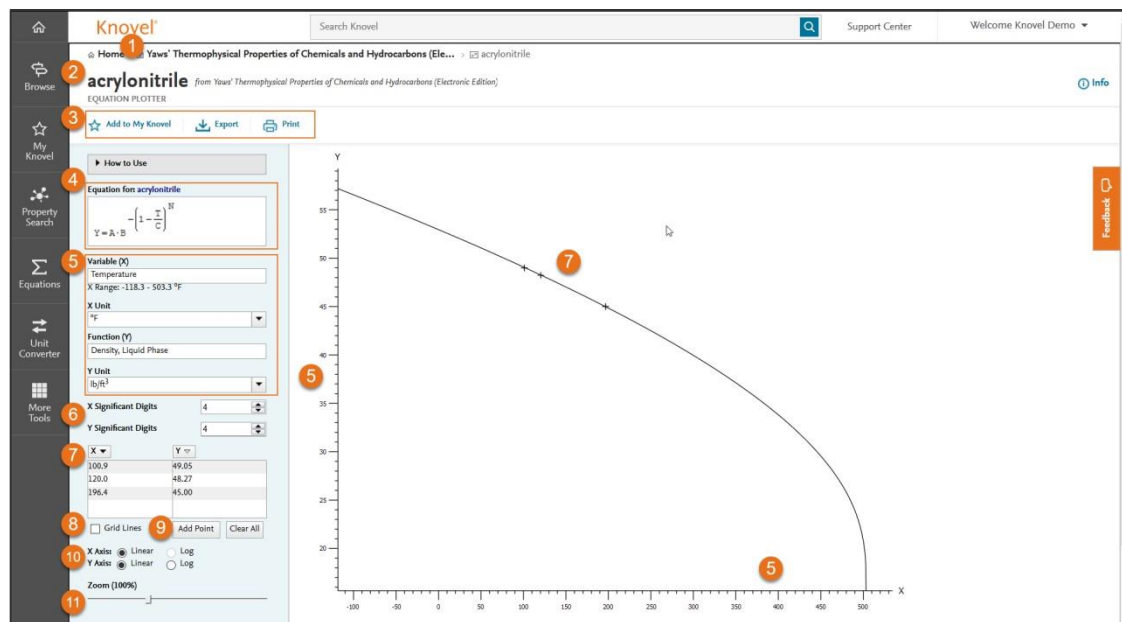 Knovel
Search Knovel
Support Center
Welcome Knovel Demo
1
Home
Yaws' Thermophysical Properties of Chemicals and Hydrocarbons (Ele... > acrylonitrile
2
Browse
acrylonitrile from Yaws' Thermophysical Properties of Chemicals and Hydrocarbons (Electronic Edition)
EQUATION PLOTTER
Info
3
Add to My Knovel
Export
Print
My
Knovel
How to Use
4
Equation for: acrylonitrile
Y=A·B -(1-T/C) N
Property
Search
5
Variable (X)
Temperature
X Range: -118.3 - 503.3 °F
X Unit
°F
Function (Y)
Density, Liquid Phase
Y Unit
lb/ft3
Equations
Unit
Converter
More
Tools
6
X Significant Digits 4
Y Significant Digits 4
7
X Y
100.9 49.05
120.0 48.27
196.4 45.00
8
Grid Lines
9
Add Point
Clear All
10
X Axis: Linear Log
Y Axis: Linear Log
Zoom (100%)
11
Y
55
50
45
40
35
30
25
20
7
5
5
X
-100 -50 0 50 100 150 200 250 300 350 400 450 500
Feedback